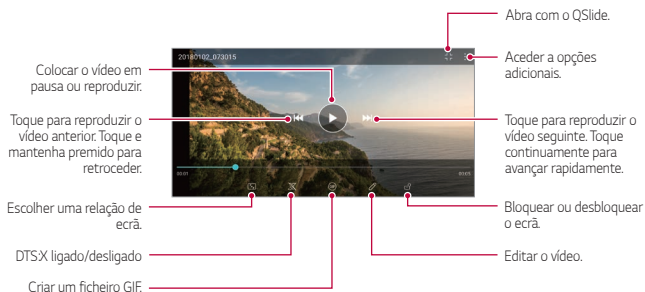 Abra com o QSlide.
Aceder a opções
adicionais.
20180102_073015
Colocar o vídeo em
pausa ou reproduzir.
Toque para reproduzir o
vídeo anterior. Toque e
mantenha premido para
retroceder.
Toque para reproduzir o
vídeo seguinte. Toque
continuamente para
avançar rapidamente.
00:01
Escolher uma relação de
ecrã.
Bloquear ou desbloquear
o ecrã.
DTS:X ligado/desligado
Editar o vídeo.
Criar um ficheiro GIF.